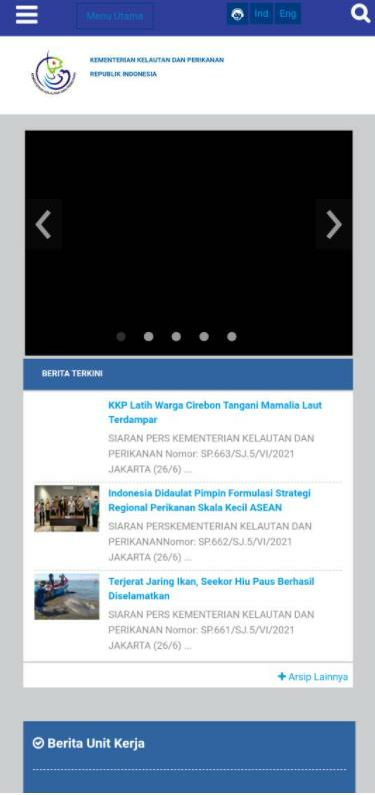 Menu Utama
Ind
Eng
KEMENTERIAN KELAUTAN DAN PERIKANAN
REPUBLIK INDONESIA
BERITA TERKINI
KKP Latih Warga Cirebon Tangani Mamalia Laut
Terdampar
SIARAN PERS KEMENTERIAN KELAUTAN DAN
PERIKANAN Nomor: SP.663/SJ.5/VI/2021
JAKARTA (26/6) ...
Indonesia Didaulat Pimpin Formulasi Strategi
Regional Perikanan Skala Kecil ASEAN
SIARAN PERSKEMENTERIAN KELAUTAN DAN
PERIKANANNomor: SP.662/SJ.5/VI/2021
JAKARTA (26/6) ...
Terjerat Jaring Ikan, Seekor Hiu Paus Berhasil
Diselamatkan
SIARAN PERS KEMENTERIAN KELAUTAN DAN
PERIKANAN Nomor: SP.661/SJ.5/VI/2021
JAKARTA (26/6) ...
+ Arsip Lainnya
Berita Unit Kerja